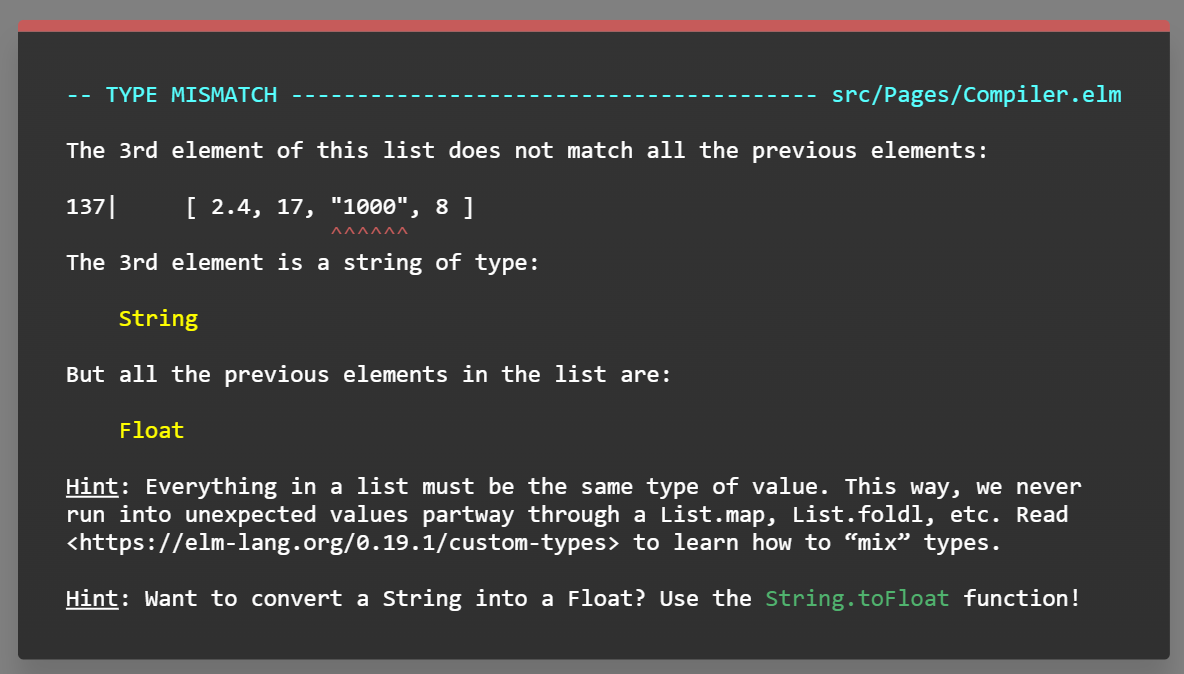 -- TYPE MISMATCH ---------------------------------------- src/Pages/Compiler.elm
The 3rd element of this list does not match all the previous elements:
137|     [ 2.4, 17, "1000", 8 ]
                    ^^^^^^
The 3rd element is a string of type:
    String
But all the previous elements in the list are:
    Float
Hint: Everything in a list must be the same type of value. This way, we never
run into unexpected values partway through a List.map, List.foldl, etc. Read
<https://elm-lang.org/0.19.1/custom-types> to learn how to “mix” types.
Hint: Want to convert a String into a Float? Use the String.toFloat function!